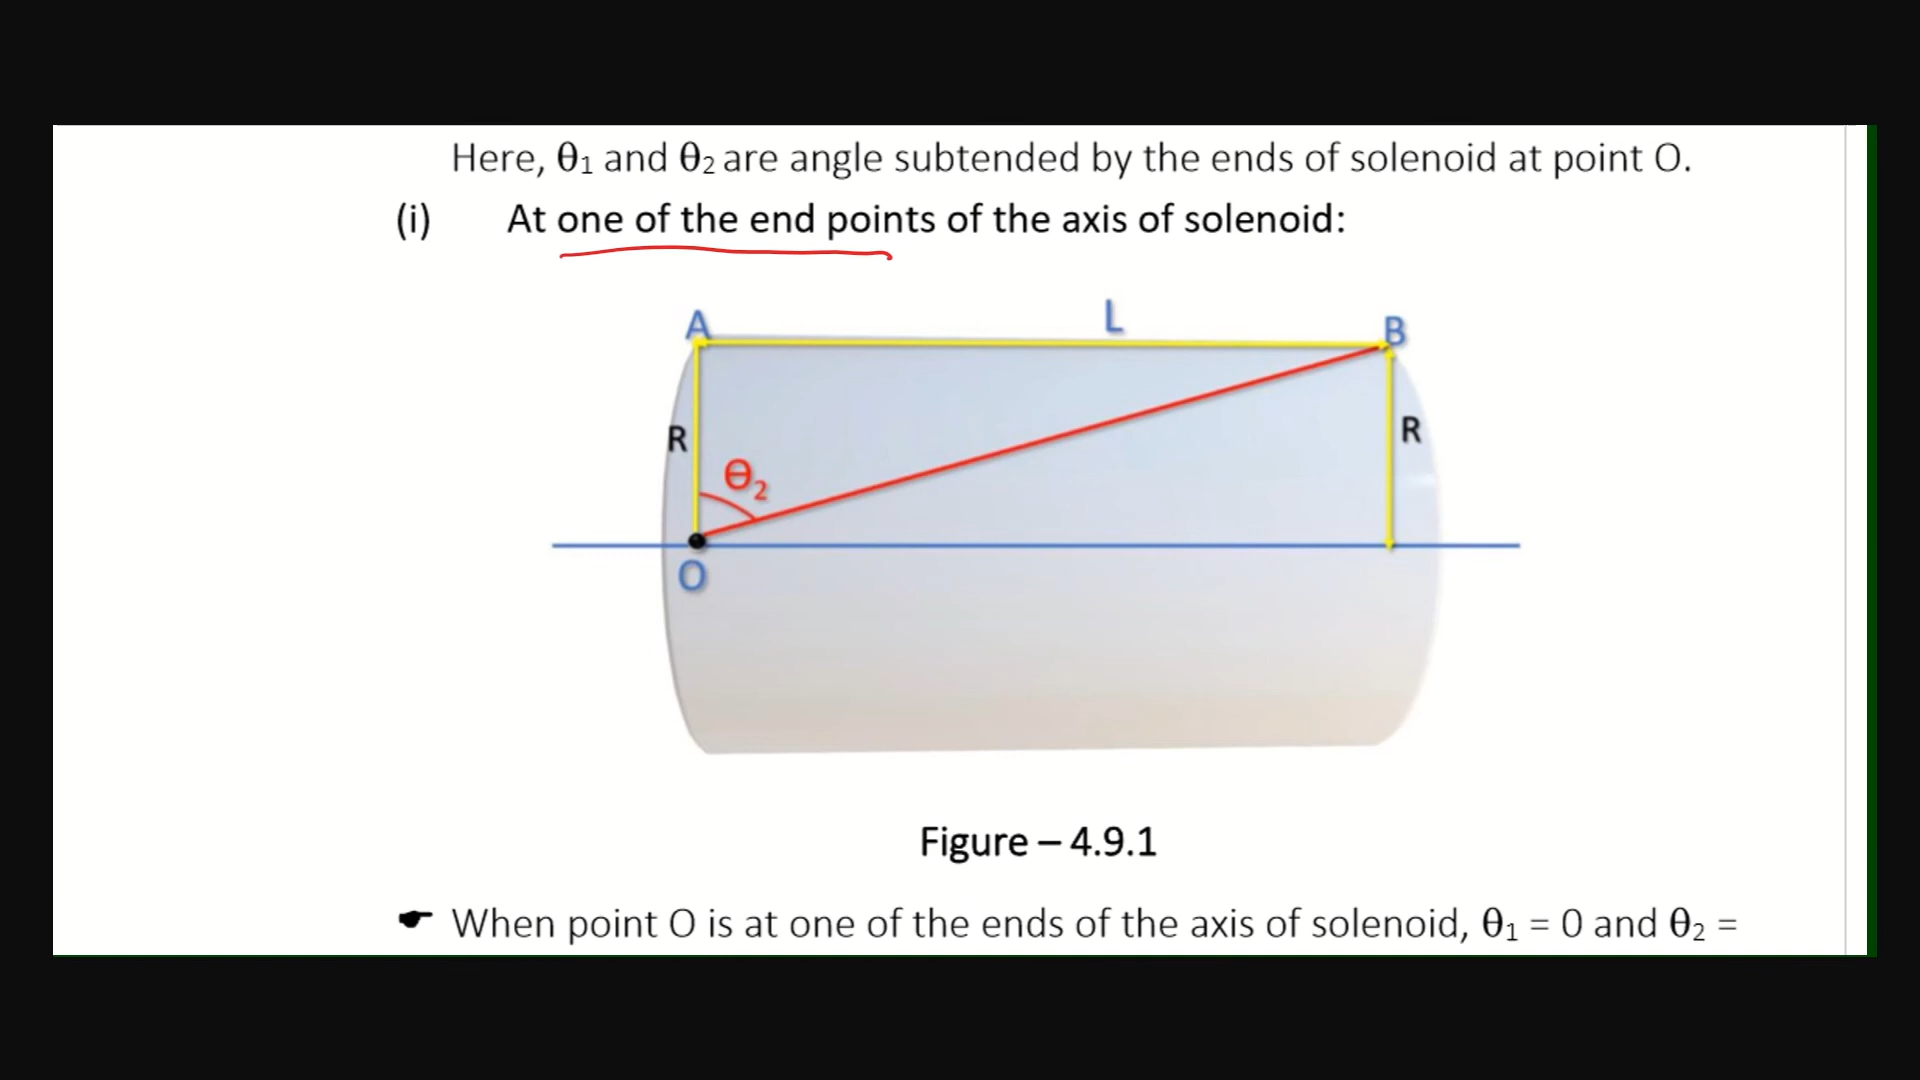 Here, θ₁ and θ₂ are angle subtended by the ends of solenoid at point O.
(i) At one of the end points of the axis of solenoid:
A L B
R R
θ₂
O
Figure – 4.9.1
☛ When point O is at one of the ends of the axis of solenoid, θ₁ = 0 and θ₂ =